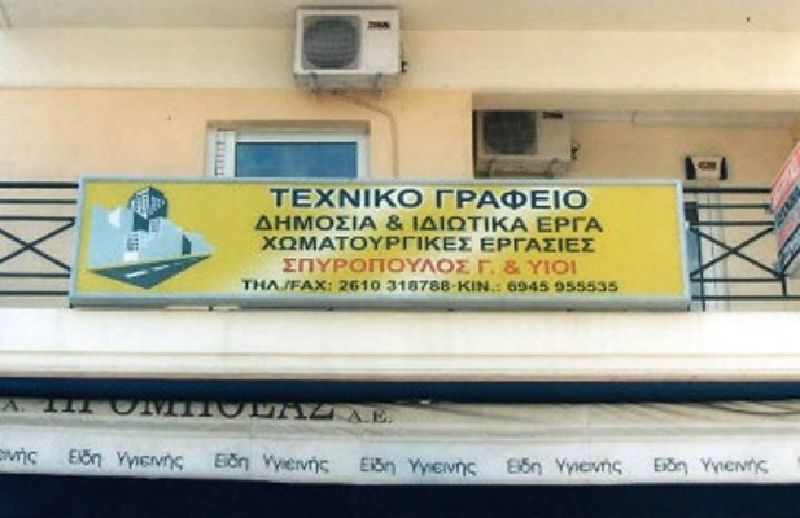 ΤΕΧΝΙΚΟ ΓΡΑΦΕΙΟ
ΔΗΜΟΣΙΑ & ΙΔΙΩΤΙΚΑ ΕΡΓΑ
ΧΩΜΑΤΟΥΡΓΙΚΕΣ ΕΡΓΑΣΙΕΣ
ΣΠΥΡΟΠΟΥΛΟΣ Γ. & ΥΙΟΙ
ΤΗΛ./FAX: 2610 318788-ΚΙΝ.: 6945 955535
Χ. ΠΡΟΜΗΘΕΑΣ Α.Ε.
Είδη Υγιεινής Είδη Υγιεινής Είδη Υγιεινής Είδη Υγιεινής Είδη Υγιεινής